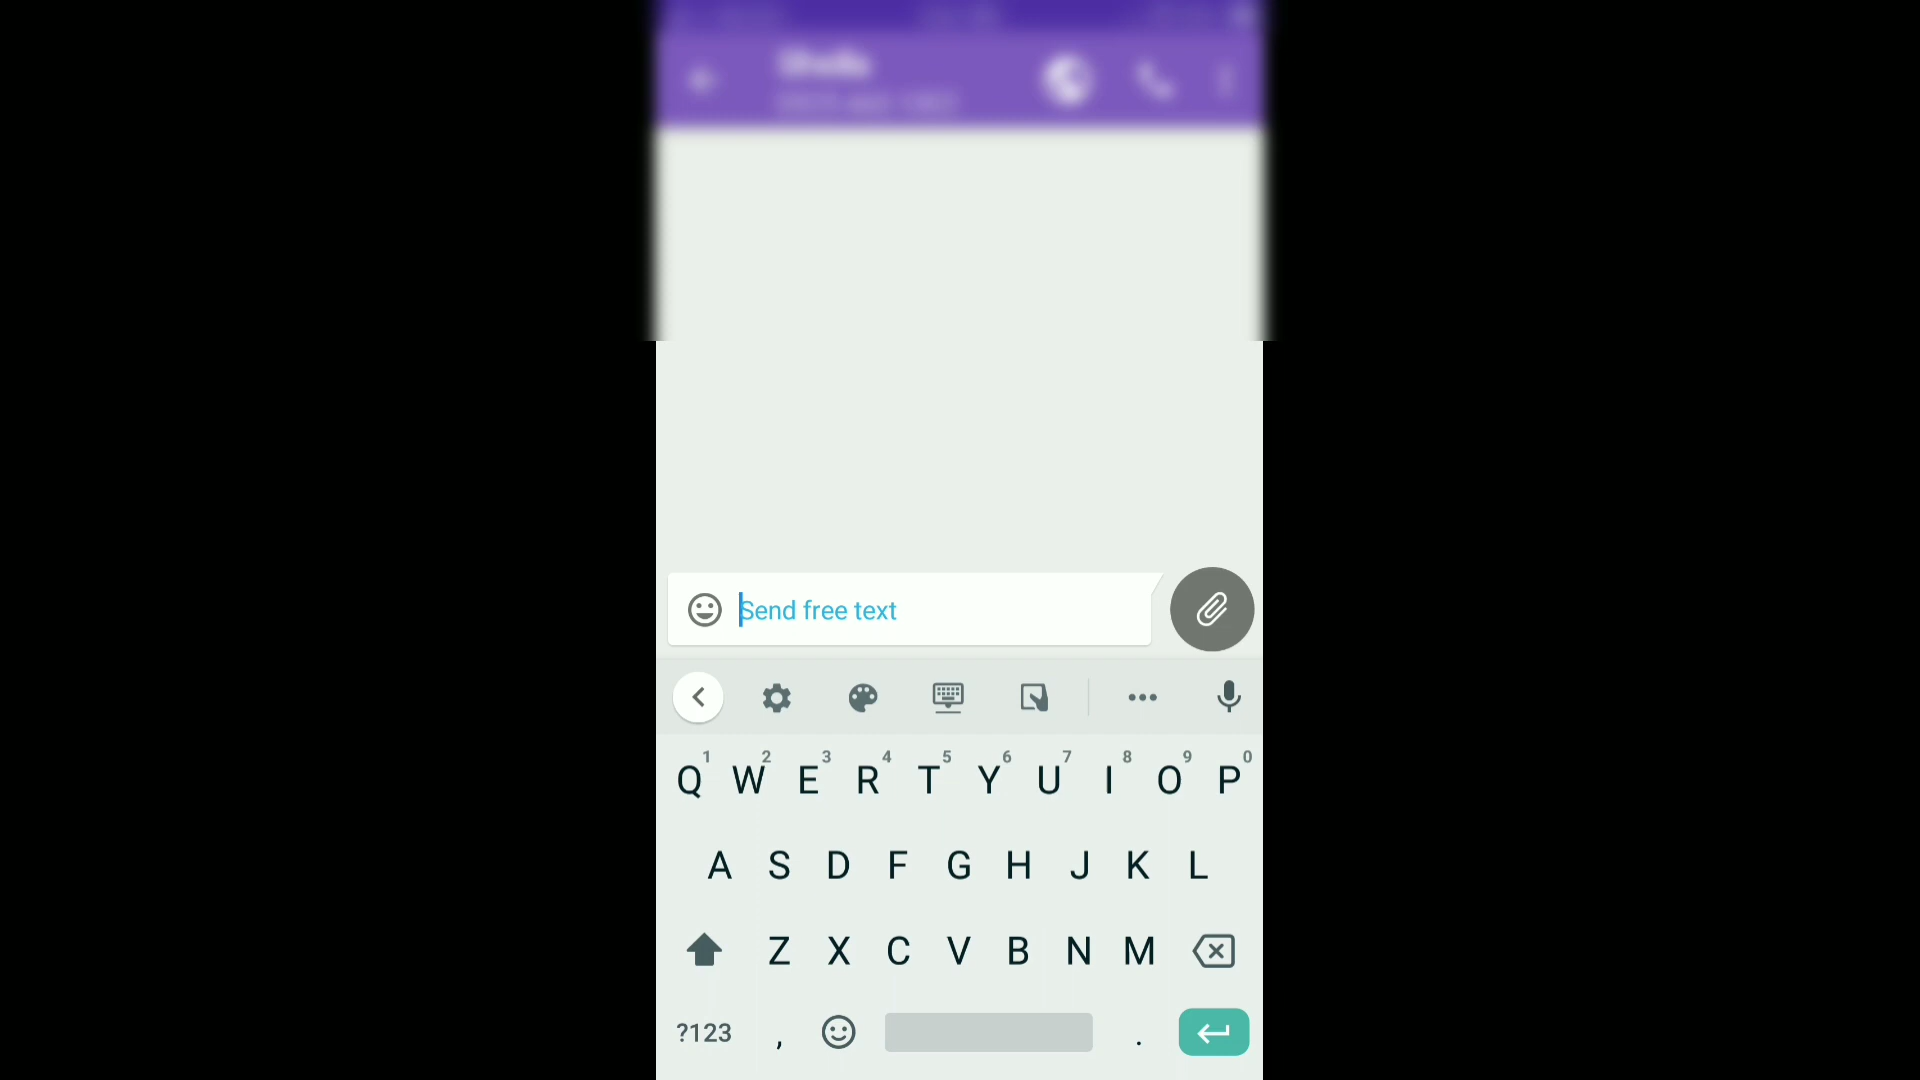 Send free text
1 2 3 4 5 6 7 8 9 0
Q W E R T Y U I O P
A S D F G H J K L
Z X C V B N M
?123 , .